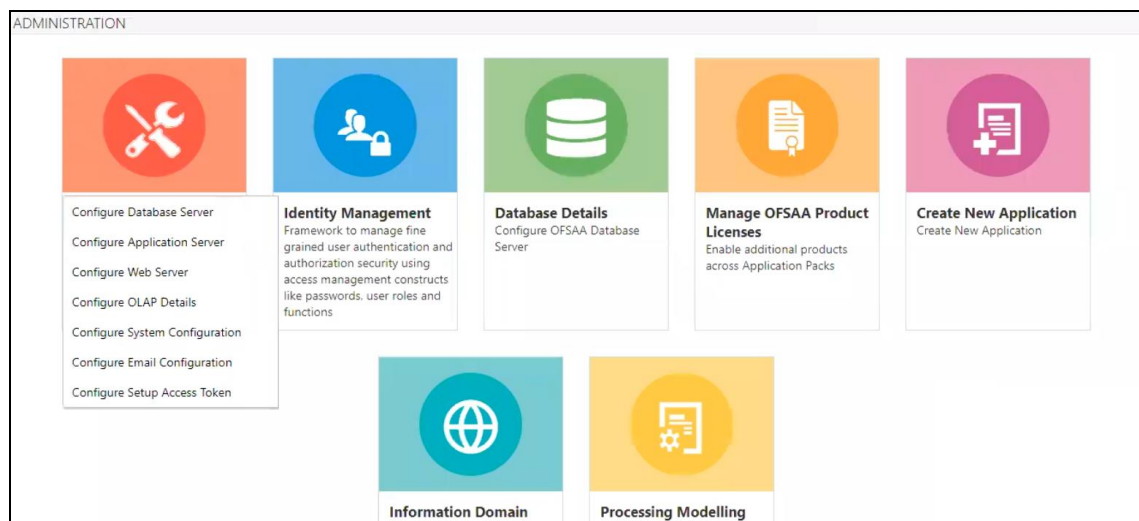 ADMINISTRATION
Configure Database Server
Configure Application Server
Configure Web Server
Configure OLAP Details
Configure System Configuration
Configure Email Configuration
Configure Setup Access Token
Identity Management
Framework to manage fine
grained user authentication and
authorization security using
access management constructs
like passwords, user roles and
functions
Database Details
Configure OFSAA Database
Server
Manage OFSAA Product
Licenses
Enable additional products
across Application Packs
Create New Application
Create New Application
Information Domain
Processing Modelling